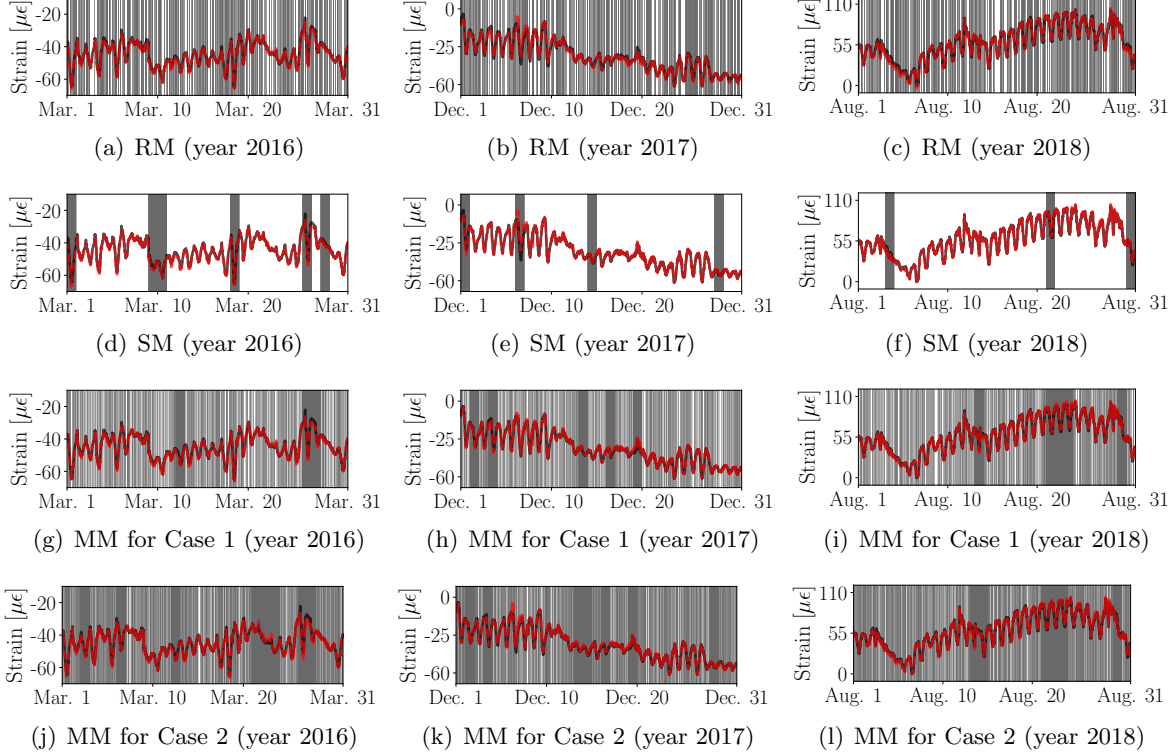 Strain [με]
-20
-40
-60
Mar. 1
Mar. 10
Mar. 20
Mar. 31
(a) RM (year 2016)
0
-25
-60
Dec. 1
Dec. 10
Dec. 20
Dec. 31
(b) RM (year 2017)
Strain [με]
110
55
0
Aug. 1
Aug. 10
Aug. 20
Aug. 31
(c) RM (year 2018)
Strain [με]
-20
-40
-60
Mar. 1
Mar. 10
Mar. 20
Mar. 31
(d) SM (year 2016)
Strain [με]
0
-25
-60
Dec. 1
Dec. 10
Dec. 20
Dec. 31
(e) SM (year 2017)
Strain [με]
110
55
0
Aug. 1
Aug. 10
Aug. 20
Aug. 31
(f) SM (year 2018)
Strain [με]
-20
-40
-60
Mar. 1
Mar. 10
Mar. 20
Mar. 31
(g) MM for Case 1 (year 2016)
Strain [με]
0
-25
-60
Dec. 1
Dec. 10
Dec. 20
Dec. 31
(h) MM for Case 1 (year 2017)
Strain [με]
110
55
0
Aug. 1
Aug. 10
Aug. 20
Aug. 31
(i) MM for Case 1 (year 2018)
Strain [με]
-20
-40
-60
Mar. 1
Mar. 10
Mar. 20
Mar. 31
(j) MM for Case 2 (year 2016)
Strain [με]
0
-25
-60
Dec. 1
Dec. 10
Dec. 20
Dec. 31
(k) MM for Case 2 (year 2017)
Strain [με]
110
55
0
Aug. 1
Aug. 10
Aug. 20
Aug. 31
(l) MM for Case 2 (year 2018)